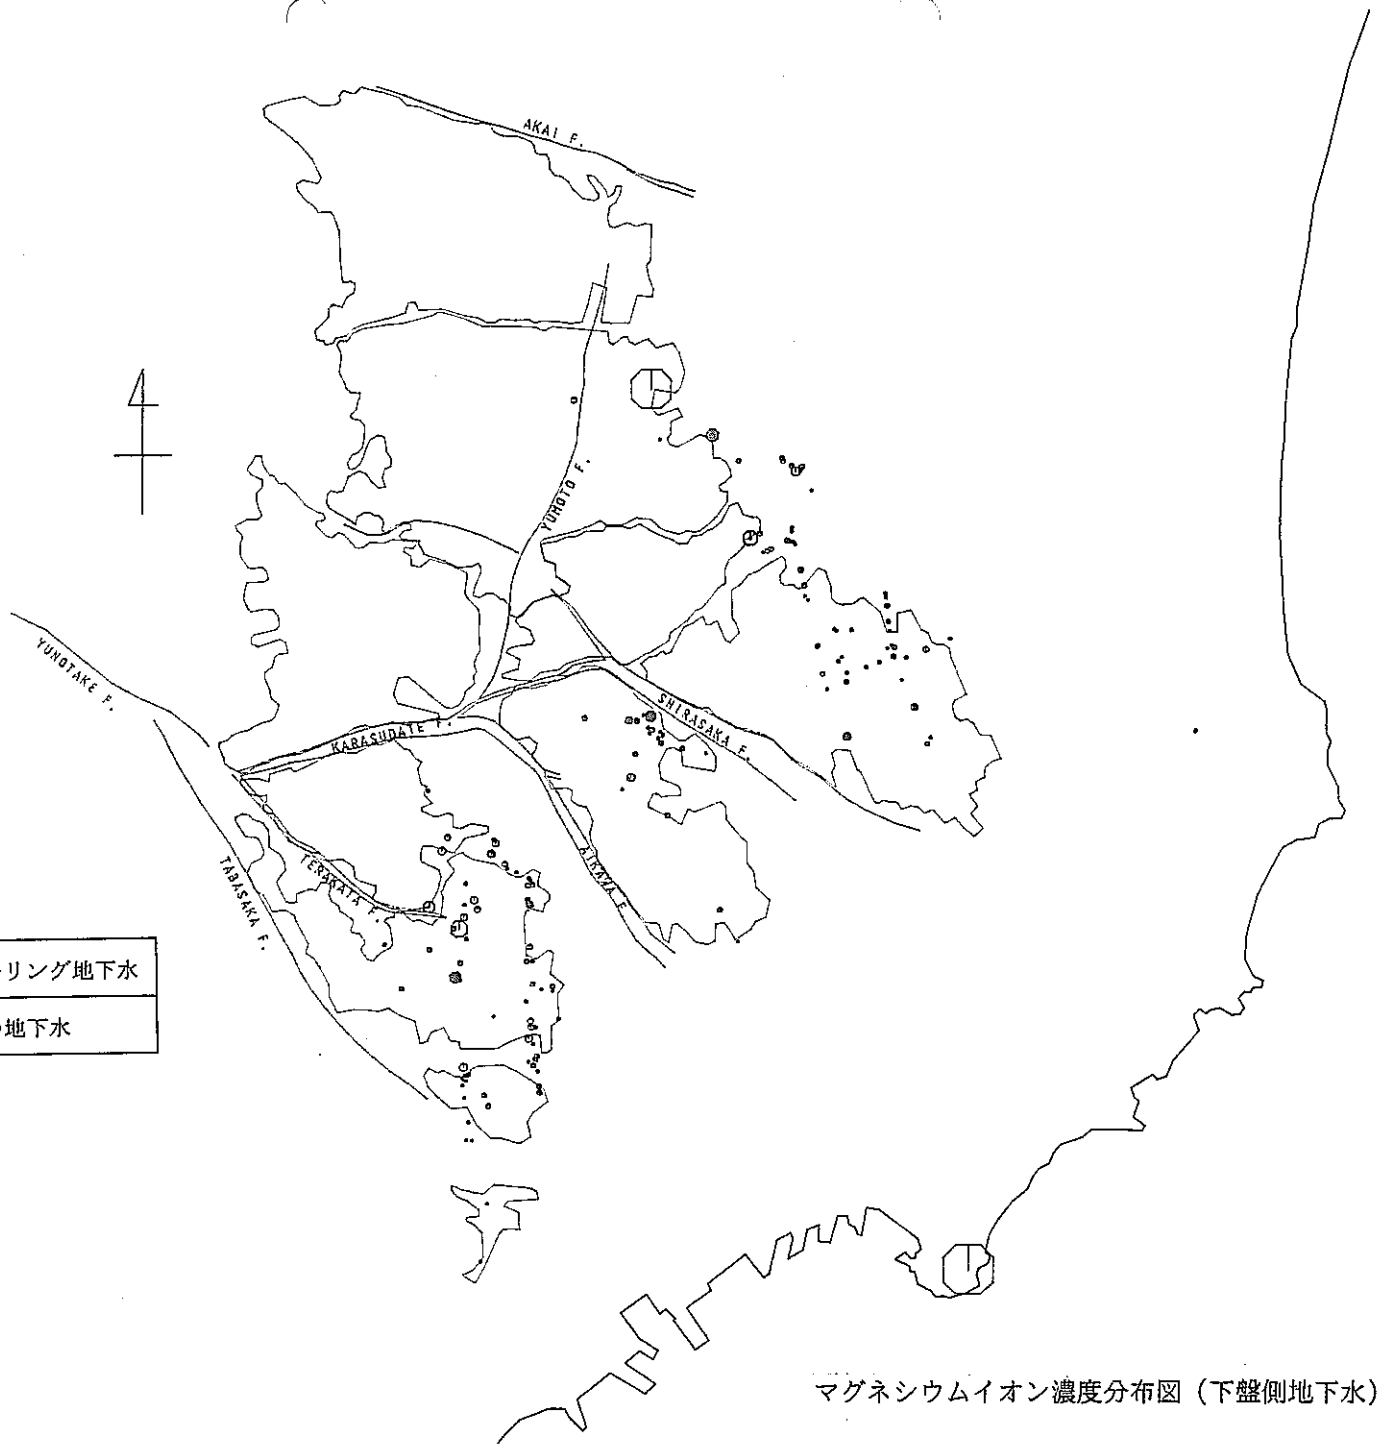 AKAI F.
YUMOTO F.
YUNOTAKE F.
SHIRASAKA F.
KARASUDATE F.
TABASAKA F.
TERAKATA F.
AIKAWA F.
リング地下水
地下水
マグネシウムイオン濃度分布図（下盤側地下水）